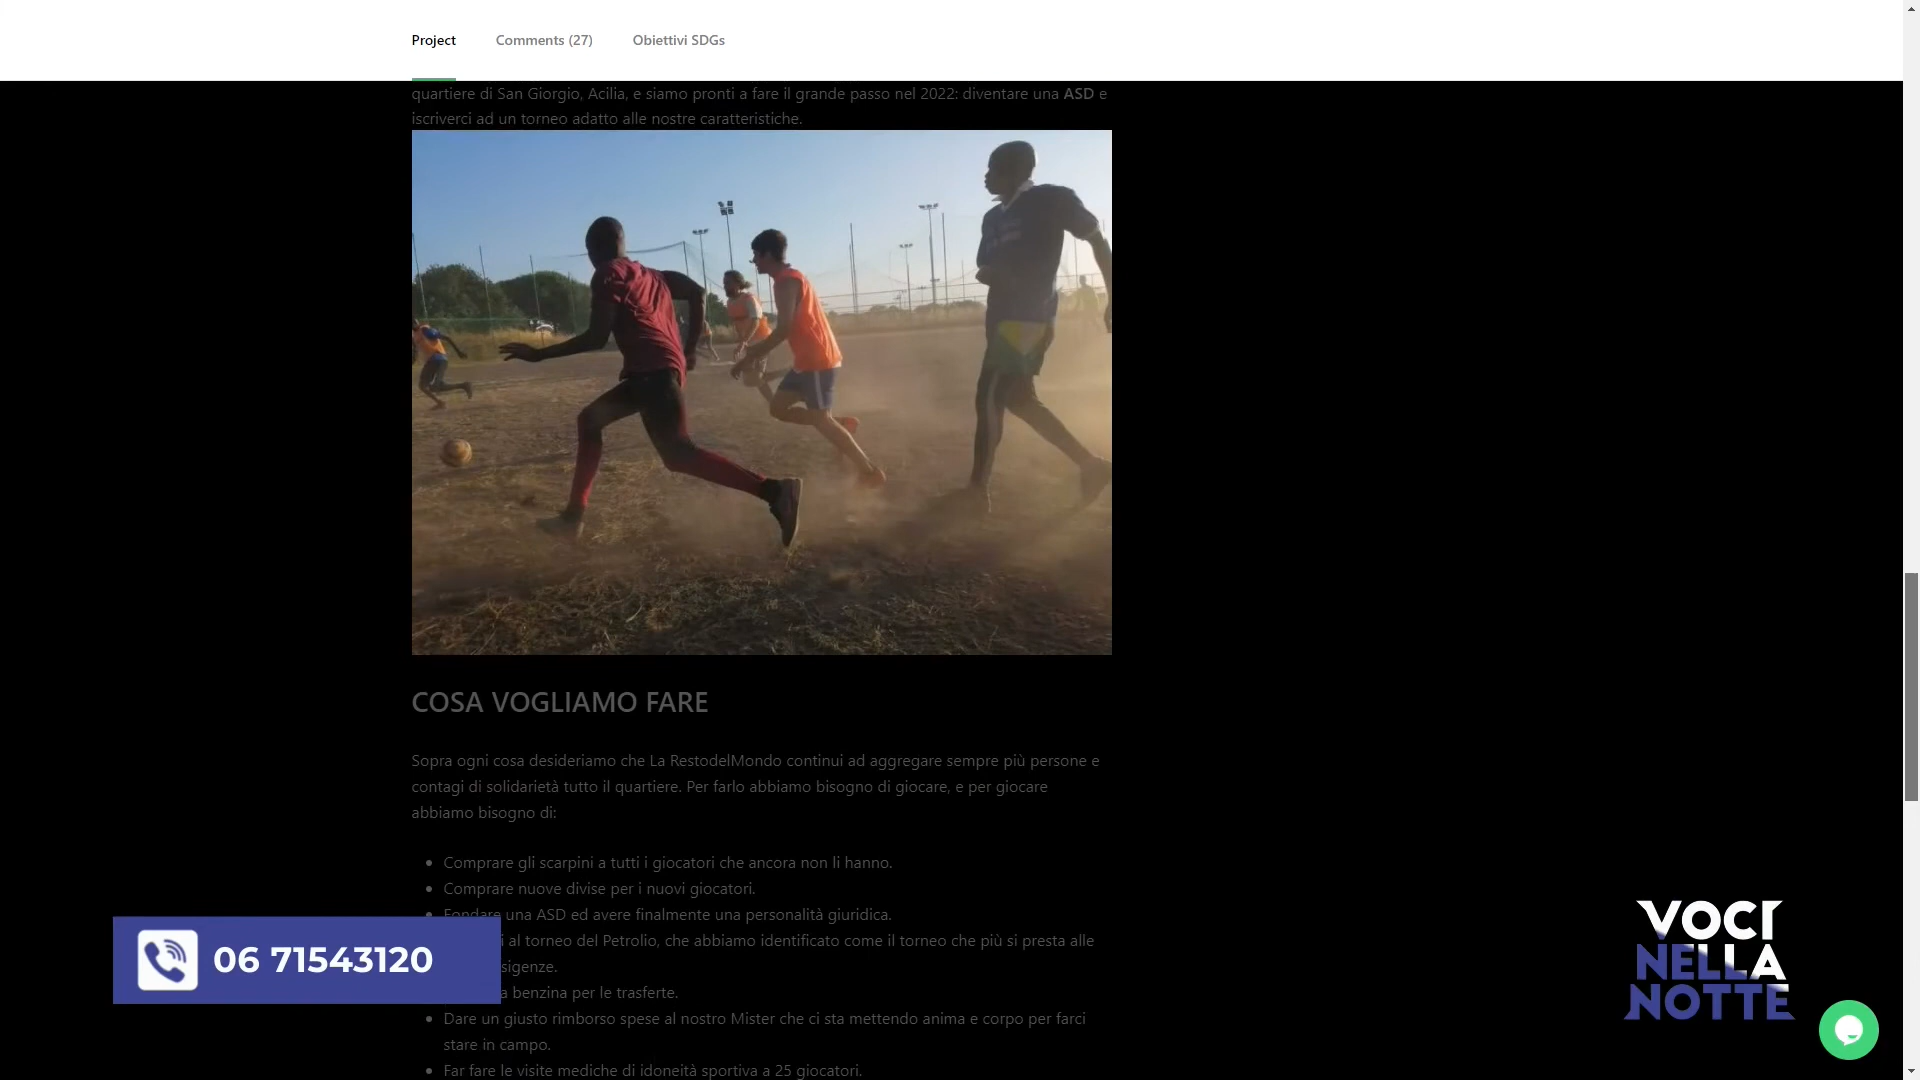 Project Comments (27) Obiettivi SDGs
quartiere di San Giorgio, Acilia, e siamo pronti a fare il grande passo nel 2022: diventare una ASD e
iscriverci ad un torneo adatto alle nostre caratteristiche.
COSA VOGLIAMO FARE
Sopra ogni cosa desideriamo che La RestodelMondo continui ad aggregare sempre più persone e
contagi di solidarietà tutto il quartiere. Per farlo abbiamo bisogno di giocare, e per giocare
abbiamo bisogno di:
Comprare gli scarpini a tutti i giocatori che ancora non li hanno.
Comprare nuove divise per i nuovi giocatori.
Fondare una ASD ed avere finalmente una personalità giuridica.
al torneo del Petrolio, che abbiamo identificato come il torneo che più si presta alle
benzina per le trasferte.
Dare un giusto rimborso spese al nostro Mister che ci sta mettendo anima e corpo per farci
stare in campo.
Far fare le visite mediche di idoneità sportiva a 25 giocatori.
06 71543120
VOCI
NELLA
NOTTE